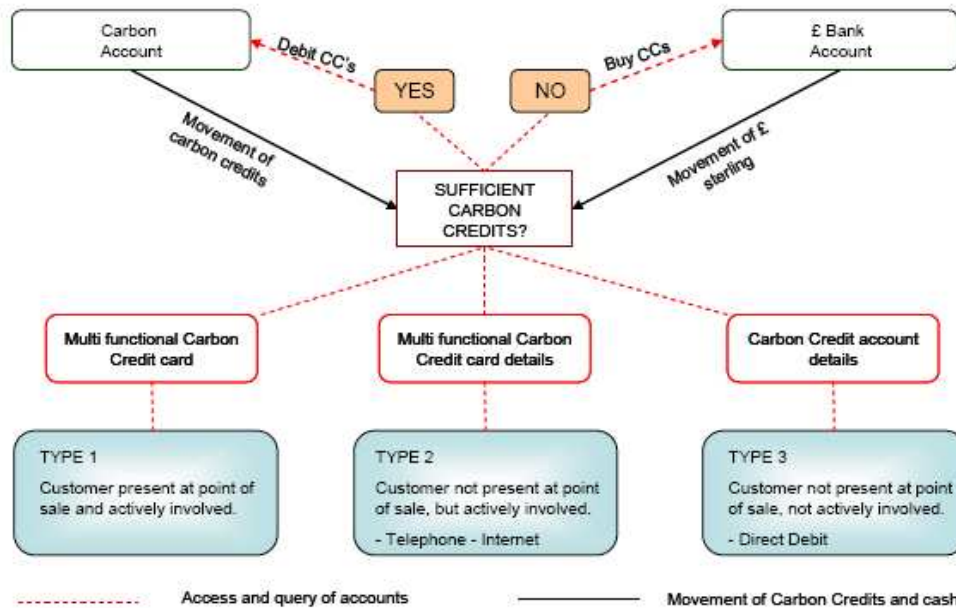 Carbon
Account
£ Bank
Account
Debit CC's
Buy CCs
YES
NO
Movement of
carbon credits
Movement of £
sterling
SUFFICIENT
CARBON
CREDITS?
Multi functional Carbon
Credit card
Multi functional Carbon
Credit card details
Carbon Credit account
details
TYPE 1
Customer present at point of
sale and actively involved.
TYPE 2
Customer not present at point
of sale, but actively involved.
- Telephone - Internet
TYPE 3
Customer not present at point
of sale, not actively involved.
- Direct Debit
Access and query of accounts
Movement of Carbon Credits and cash